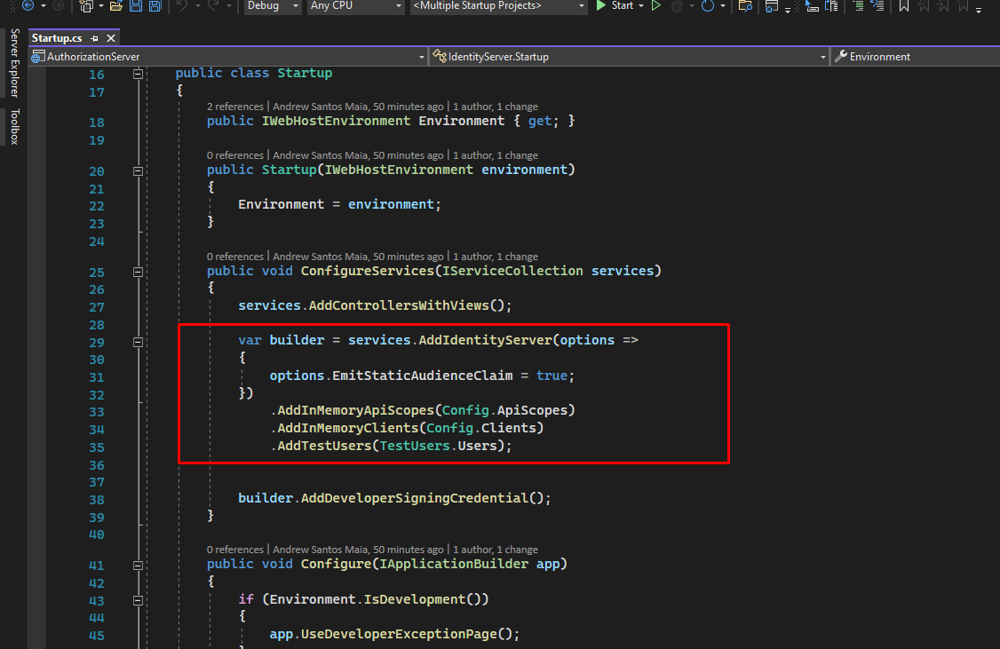 Debug
Any CPU
<Multiple Startup Projects>
Start
Server Explorer
Toolbox
Startup.cs
AuthorizationServer
IdentityServer.Startup
Environment
16 public class Startup
17 {
2 references | Andrew Santos Maia, 50 minutes ago | 1 author, 1 change
18 public IWebHostEnvironment Environment { get; }
19
0 references | Andrew Santos Maia, 50 minutes ago | 1 author, 1 change
20 public Startup(IWebHostEnvironment environment)
21 {
22 Environment = environment;
23 }
24
0 references | Andrew Santos Maia, 50 minutes ago | 1 author, 1 change
25 public void ConfigureServices(IServiceCollection services)
26 {
27 services.AddControllersWithViews();
28
29 var builder = services.AddIdentityServer(options =>
30 {
31 options.EmitStaticAudienceClaim = true;
32 })
33 .AddInMemoryApiScopes(Config.ApiScopes)
34 .AddInMemoryClients(Config.Clients)
35 .AddTestUsers(TestUsers.Users);
36
37
38 builder.AddDeveloperSigningCredential();
39 }
40
0 references | Andrew Santos Maia, 50 minutes ago | 1 author, 1 change
41 public void Configure(IApplicationBuilder app)
42 {
43 if (Environment.IsDevelopment())
44 {
45 app.UseDeveloperExceptionPage();